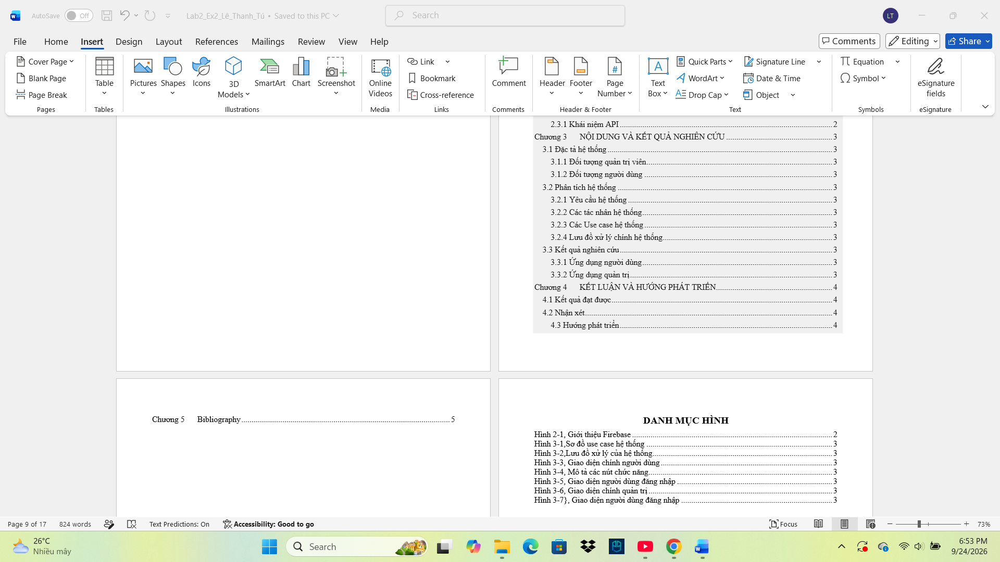 AutoSave Off Lab2_Ex2_Lê_Thanh_Tú • Saved to this PC Search LT
File Home Insert Design Layout References Mailings Review View Help Comments Editing Share
Cover Page
Blank Page
Page Break
Pages
Table
Tables
Pictures Shapes Icons 3D Models SmartArt Chart Screenshot
Illustrations
Online Videos
Media
Link
Bookmark
Cross-reference
Links
Comment
Comments
Header Footer Page Number
Header & Footer
Text Box
Quick Parts
WordArt
Drop Cap
Signature Line
Date & Time
Object
Text
Equation
Symbol
Symbols
eSignature fields
eSignature
2.3.1 Khái niệm API 2
Chương 3 NỘI DUNG VÀ KẾT QUẢ NGHIÊN CỨU 3
3.1 Đặc tả hệ thống 3
3.1.1 Đối tượng quản trị viên 3
3.1.2 Đối tượng người dùng 3
3.2 Phân tích hệ thống 3
3.2.1 Yêu cầu hệ thống 3
3.2.2 Các tác nhân hệ thống 3
3.2.3 Các Use case hệ thống 3
3.2.4 Lưu đồ xử lý chính hệ thống 3
3.3 Kết quả nghiên cứu 3
3.3.1 Ứng dụng người dùng 3
3.3.2 Ứng dụng quản trị 3
Chương 4 KẾT LUẬN VÀ HƯỚNG PHÁT TRIỂN 4
4.1 Kết quả đạt được 4
4.2 Nhận xét 4
4.3 Hướng phát triển 4
Chương 5 Bibliography 5
DANH MỤC HÌNH
Hình 2-1, Giới thiệu Firebase 2
Hình 3-1,Sơ đồ use case hệ thống 3
Hình 3-2,Lưu đồ xử lý của hệ thống 3
Hình 3-3, Giao diện chính người dùng 3
Hình 3-4, Mô tả các nút chức năng 3
Hình 3-5, Giao diện người dùng đăng nhập 3
Hình 3-6, Giao diện chính quản trị 3
Hình 3-7}, Giao diện người dùng đăng nhập 3
Page 9 of 17 824 words Text Predictions: On Accessibility: Good to go Focus 73%
26°C
Nhiều mây
Search
6:53 PM
9/24/2026